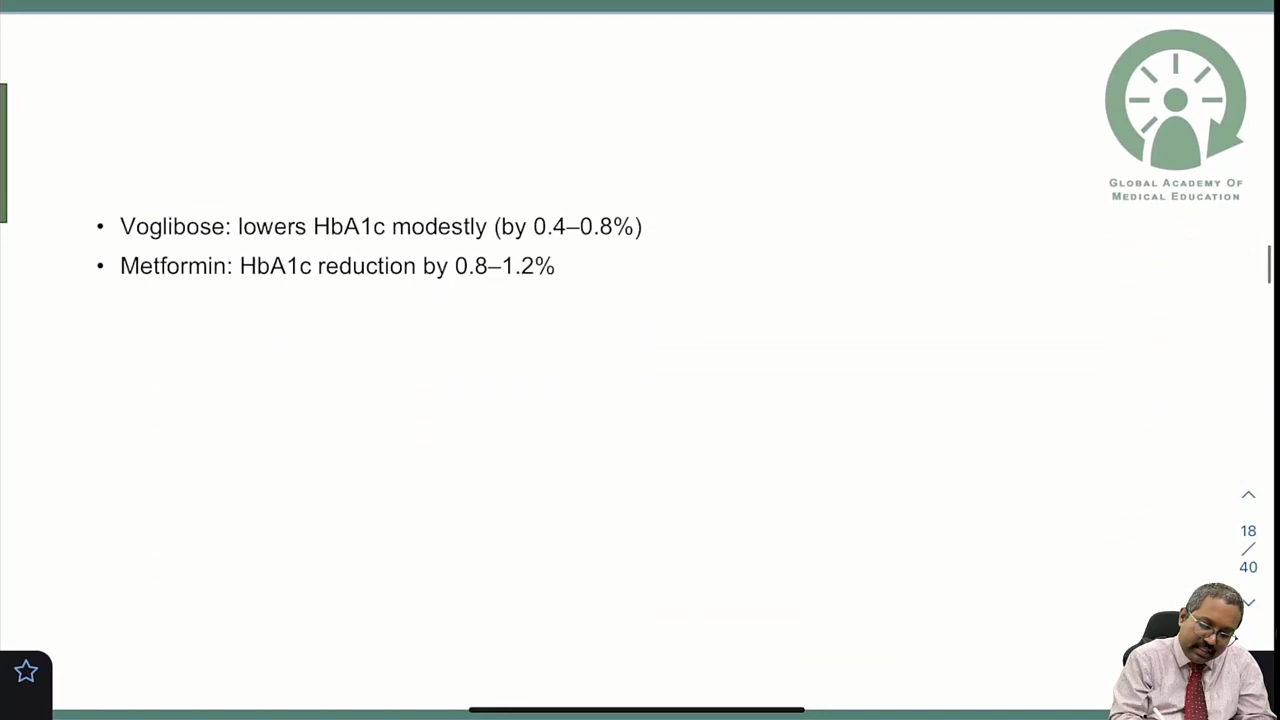 GLOBAL ACADEMY OF
MEDICAL EDUCATION
• Voglibose: lowers HbA1c modestly (by 0.4–0.8%)
• Metformin: HbA1c reduction by 0.8–1.2%
18
/
40